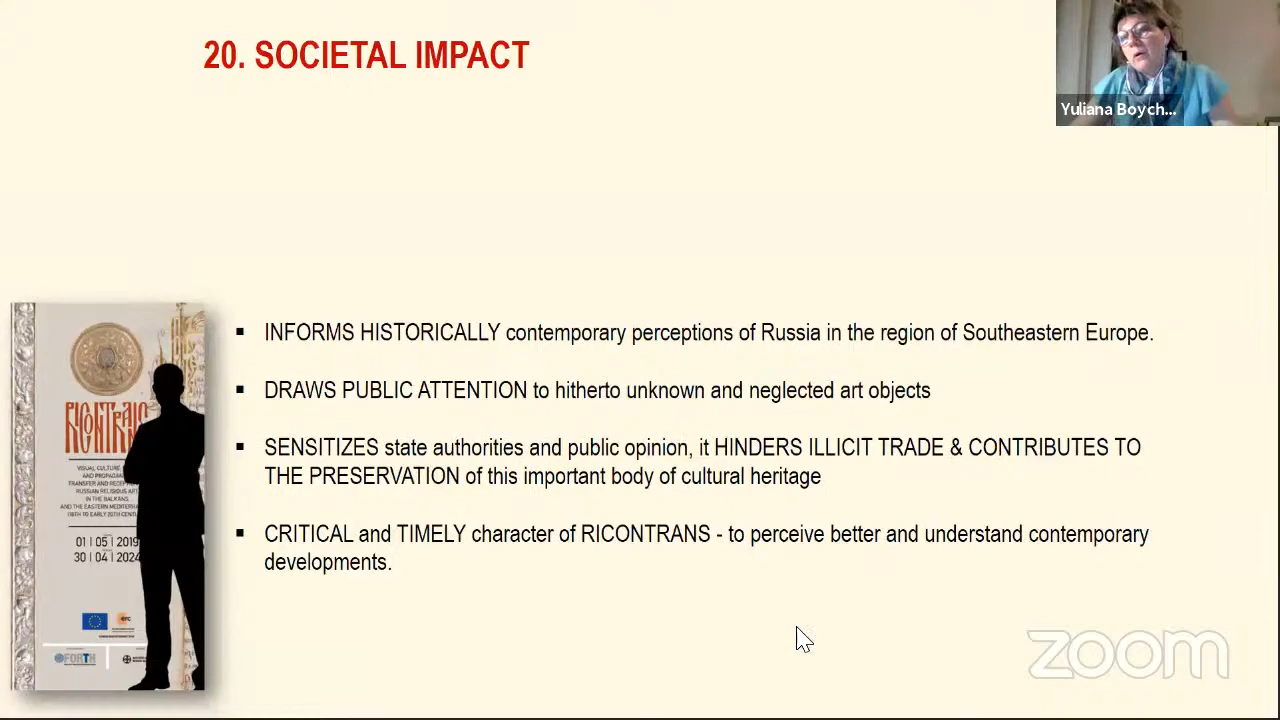 20. SOCIETAL IMPACT
Yuliana Boych...
▪ INFORMS HISTORICALLY contemporary perceptions of Russia in the region of Southeastern Europe.
▪ DRAWS PUBLIC ATTENTION to hitherto unknown and neglected art objects
▪ SENSITIZES state authorities and public opinion, it HINDERS ILLICIT TRADE & CONTRIBUTES TO
THE PRESERVATION of this important body of cultural heritage
▪ CRITICAL and TIMELY character of RICONTRANS - to perceive better and understand contemporary
developments.
RICONTRANS
VISUAL CULTURE
AND PROPAGAN
TRANSFER AND RECEP
RUSSIAN RELIGIOUS ART
IN THE BALKANS
AND THE EASTERN MEDITERRA
(16TH TO EARLY 20TH CENTU
01 | 05 | 2019
30 | 04 | 2024
erc
FORTH
zoom